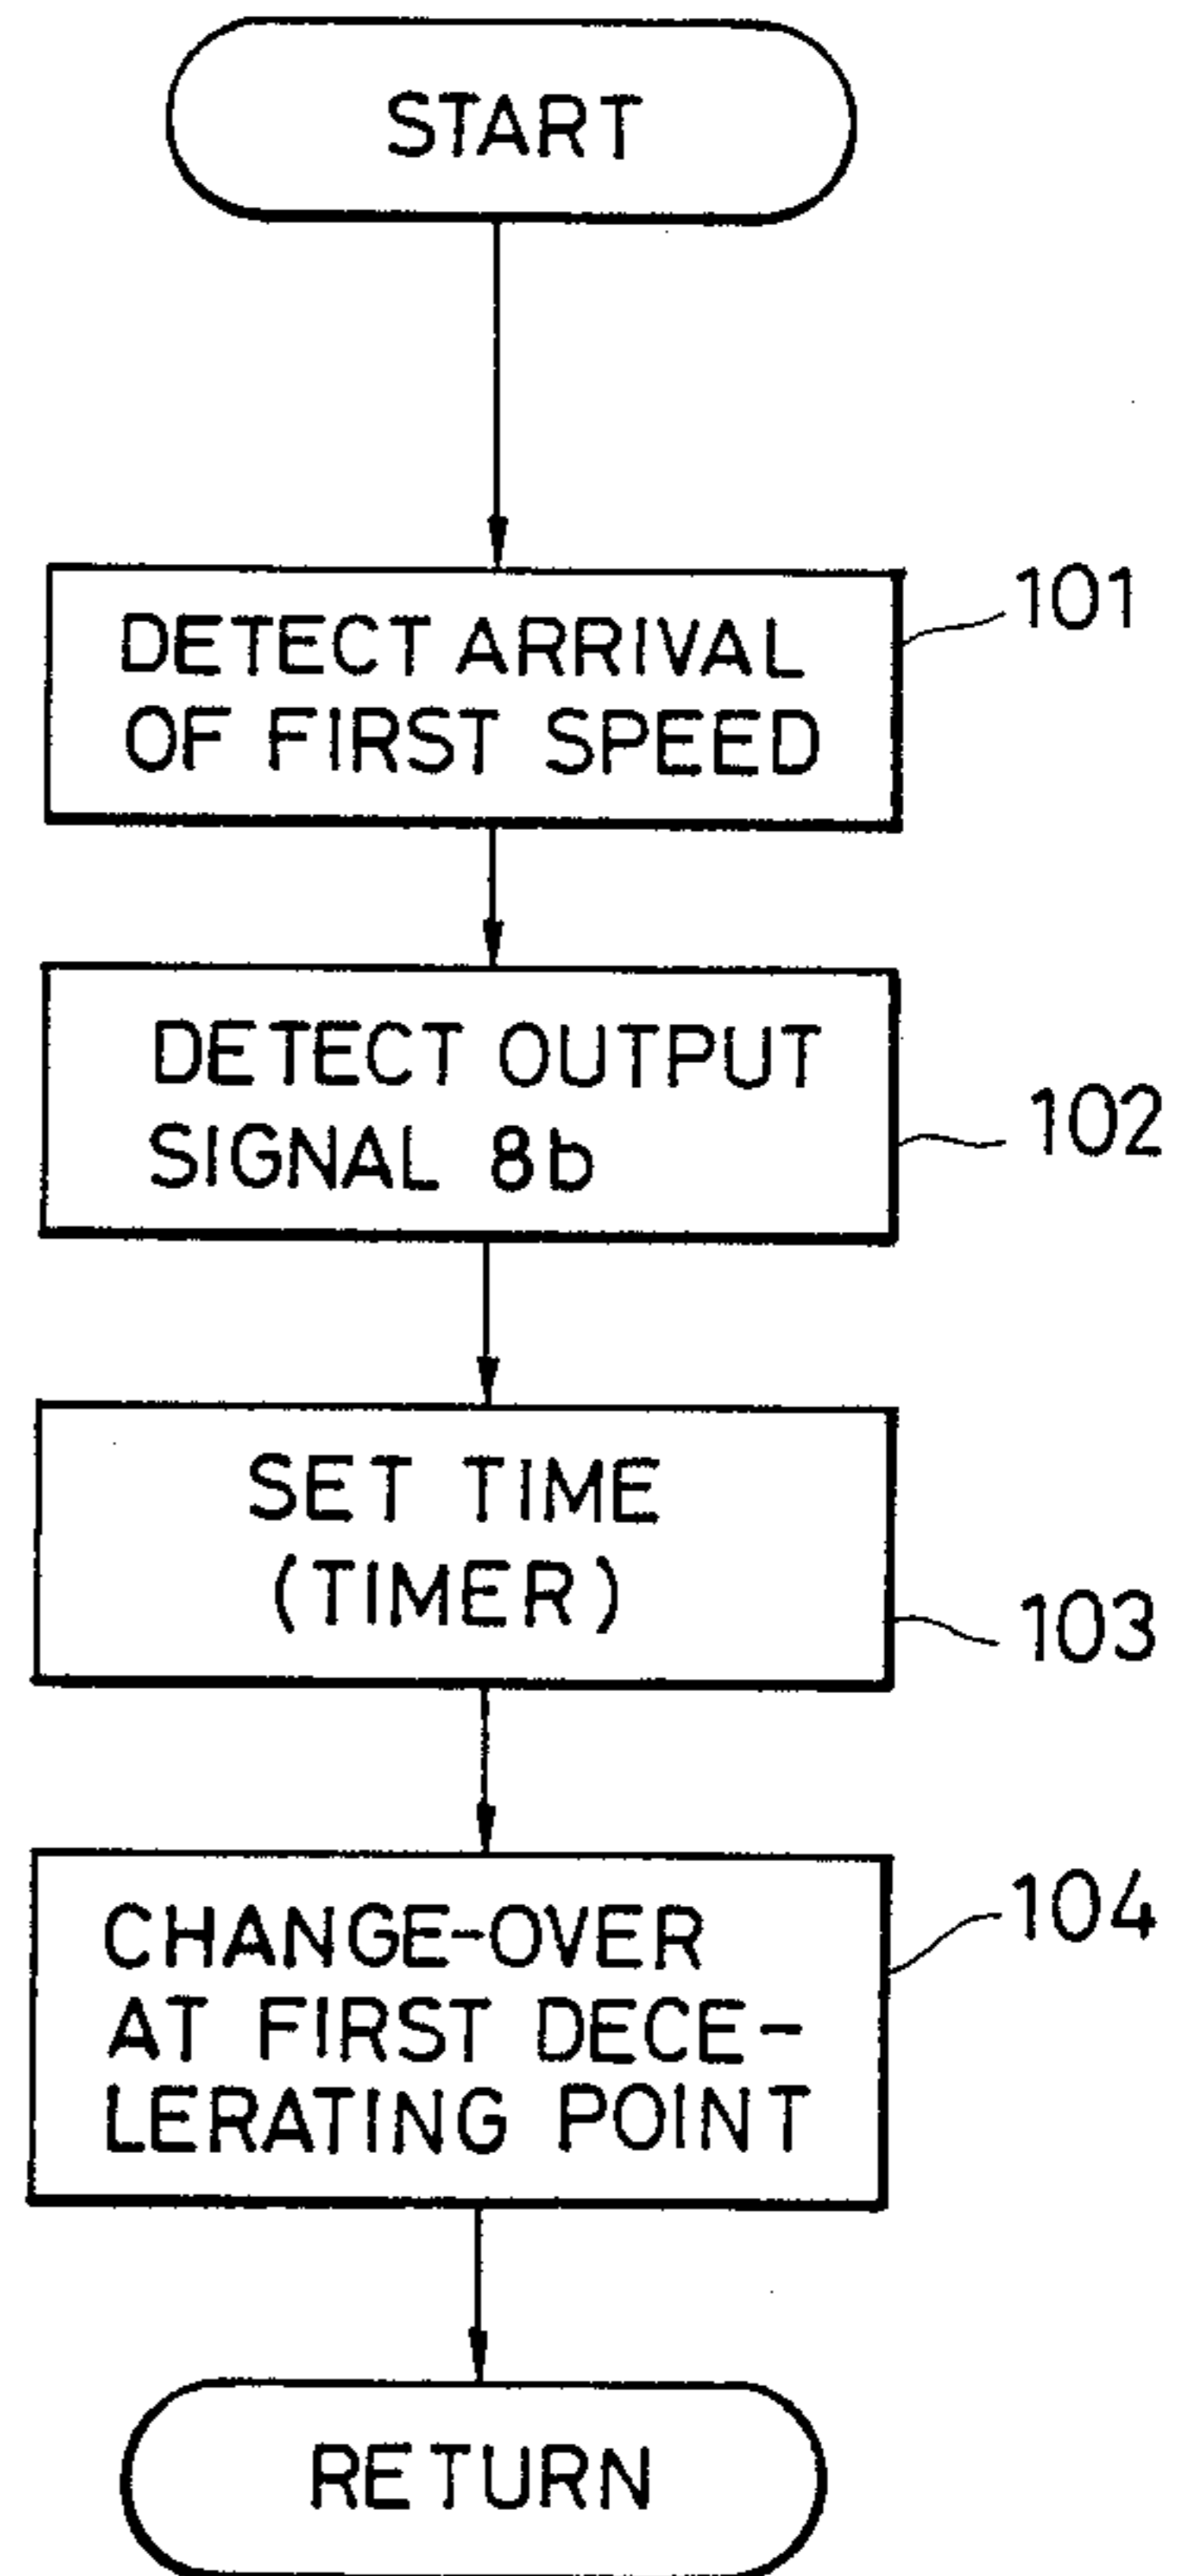 START
DETECT ARRIVAL
OF FIRST SPEED
101
DETECT OUTPUT
SIGNAL 8b
102
SET TIME
(TIMER)
103
CHANGE-OVER
AT FIRST DECE-
LERATING POINT
104
RETURN